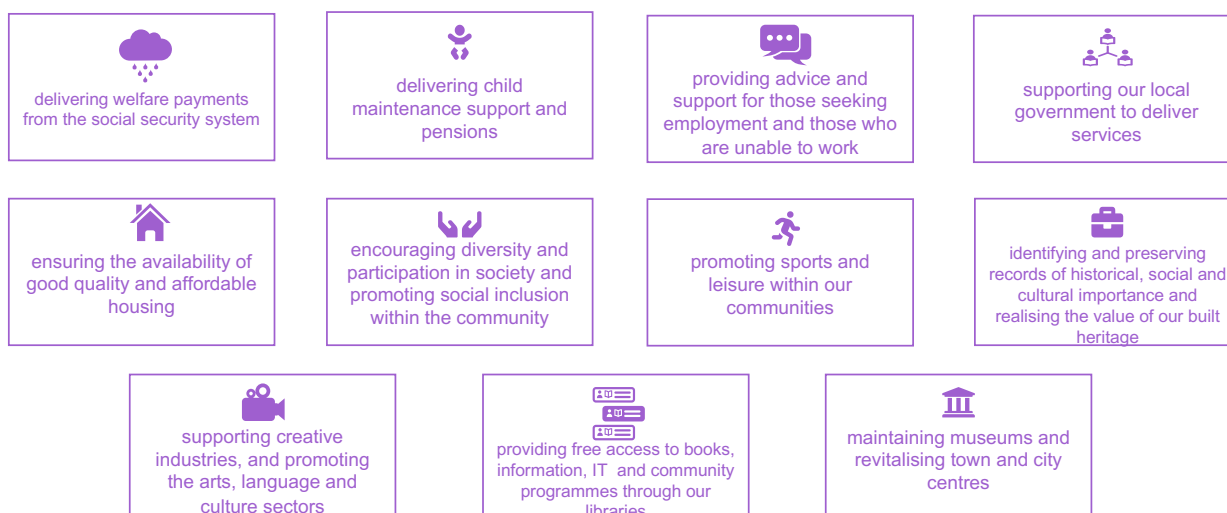 delivering welfare payments
from the social security system
delivering child
maintenance support and
pensions
providing advice and
support for those seeking
employment and those who
are unable to work
supporting our local
government to deliver
services
ensuring the availability of
good quality and affordable
housing
encouraging diversity and
participation in society and
promoting social inclusion
within the community
promoting sports and
leisure within our
communities
identifying and preserving
records of historical, social and
cultural importance and
realising the value of our built
heritage
supporting creative
industries, and promoting
the arts, language and
culture sectors
providing free access to books,
information, IT and community
programmes through our
libraries
maintaining museums and
revitalising town and city
centres